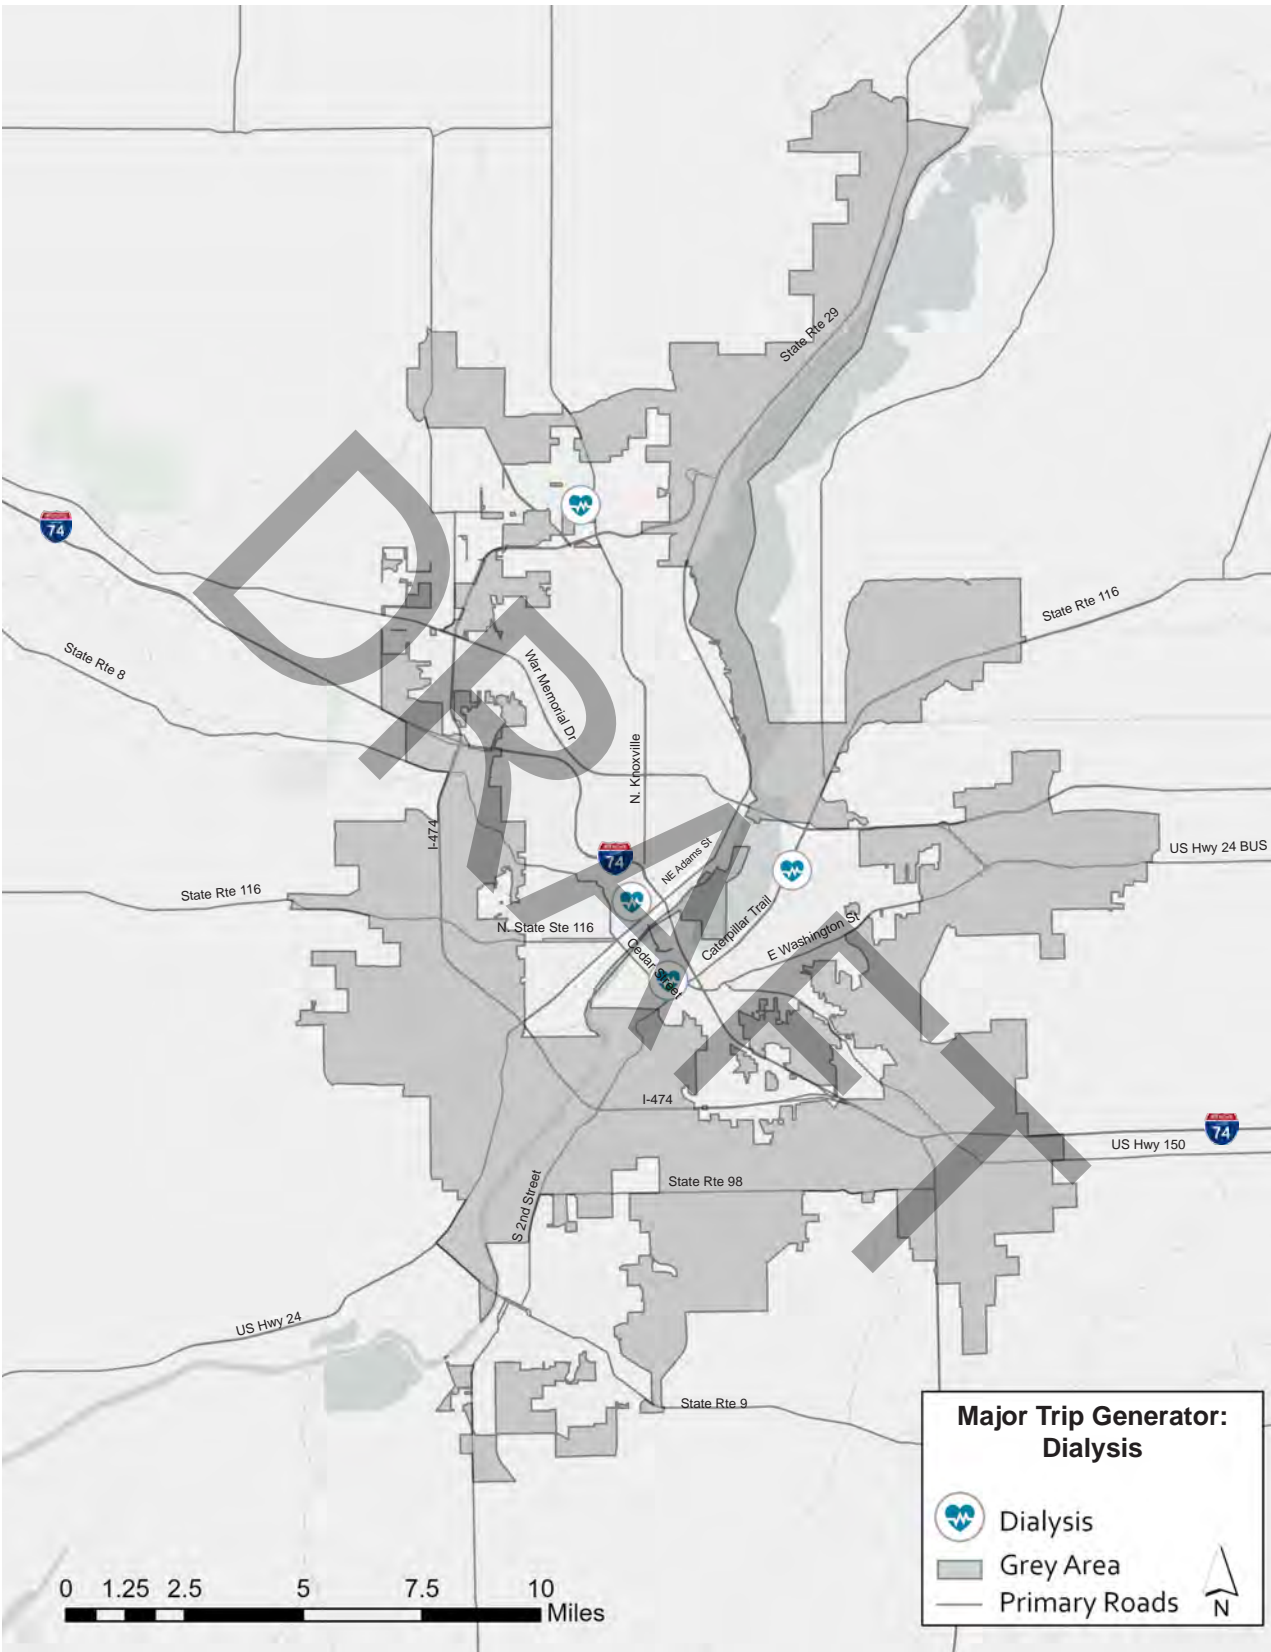 State Rte 29
74
State Rte 116
State Rte 8
War Memorial Dr
N. Knoxville
I-474
74
NE Adams St
US Hwy 24 BUS
State Rte 116
N. State Ste 116
Caterpillar Trail
E Washington St
Cedar Street
I-474
74
US Hwy 150
State Rte 98
S 2nd Street
US Hwy 24
State Rte 9
DRAFT
Major Trip Generator:
Dialysis
Dialysis
Grey Area
Primary Roads
N
0 1.25 2.5 5 7.5 10
Miles